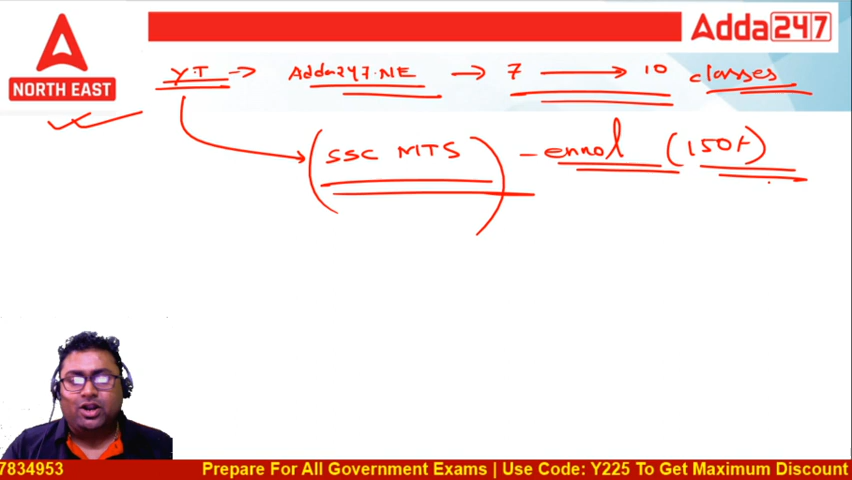 Adda247
NORTH EAST
YT → Adda247.NE → 7 → 10 classes
(SSC MTS) - enrol (150+)
7834953 Prepare For All Government Exams | Use Code: Y225 To Get Maximum Discount